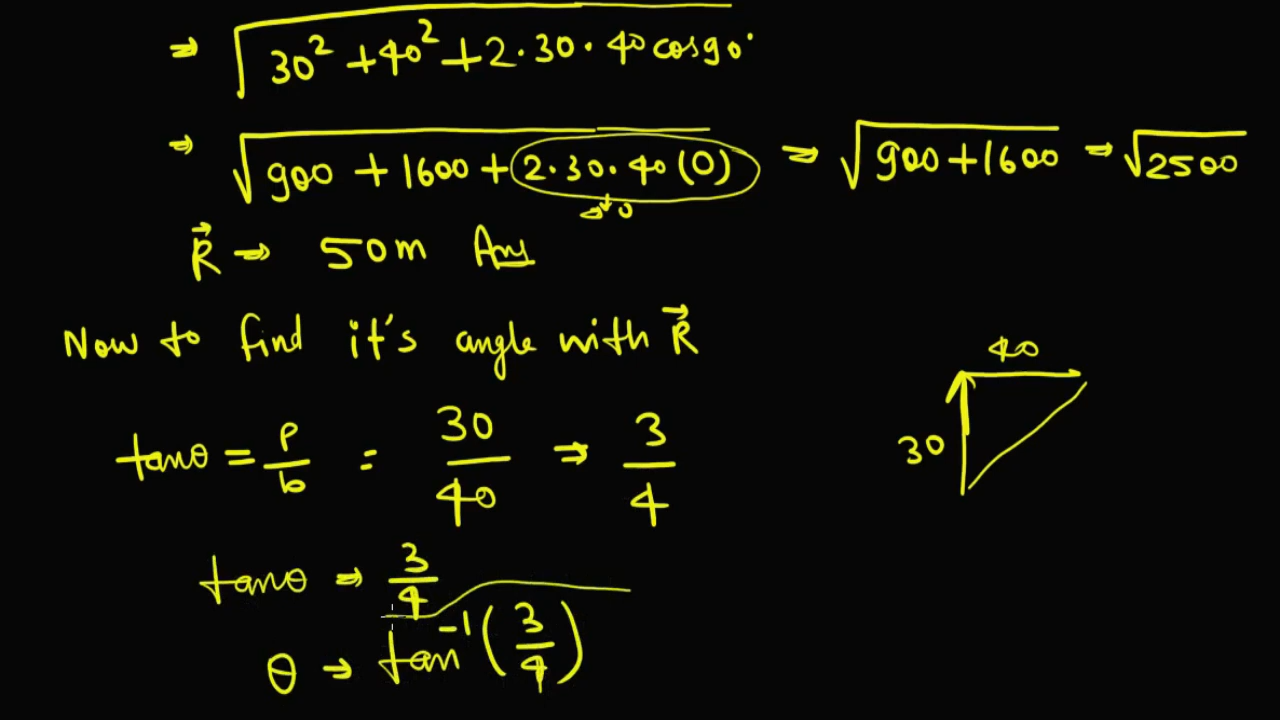 ⇒ √(30² + 40² + 2·30·40 cos90°)
⇒ √(900 + 1600 + 2·30·40(0)) ⇒ √(900 + 1600) ⇒ √2500
→ 0
R⃗ ⇒ 50m Ans
Now to find it's angle with R⃗
40
30
tanθ = p/b = 30/40 ⇒ 3/4
tanθ ⇒ 3/4
θ → tan⁻¹(3/4)